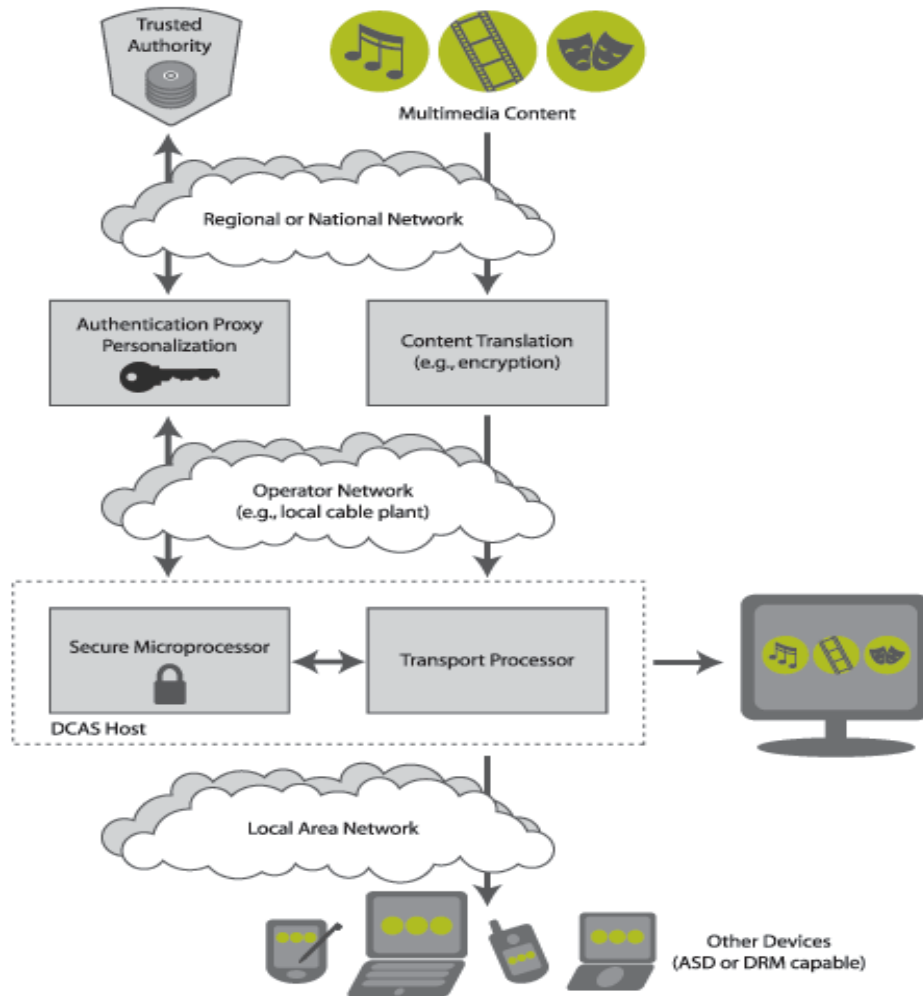 Trusted
Authority
Multimedia Content
Regional or National Network
Authentication Proxy
Personalization
Content Translation
(e.g., encryption)
Operator Network
(e.g., local cable plant)
Secure Microprocessor
Transport Processor
DCAS Host
Local Area Network
Other Devices
(ASD or DRM capable)